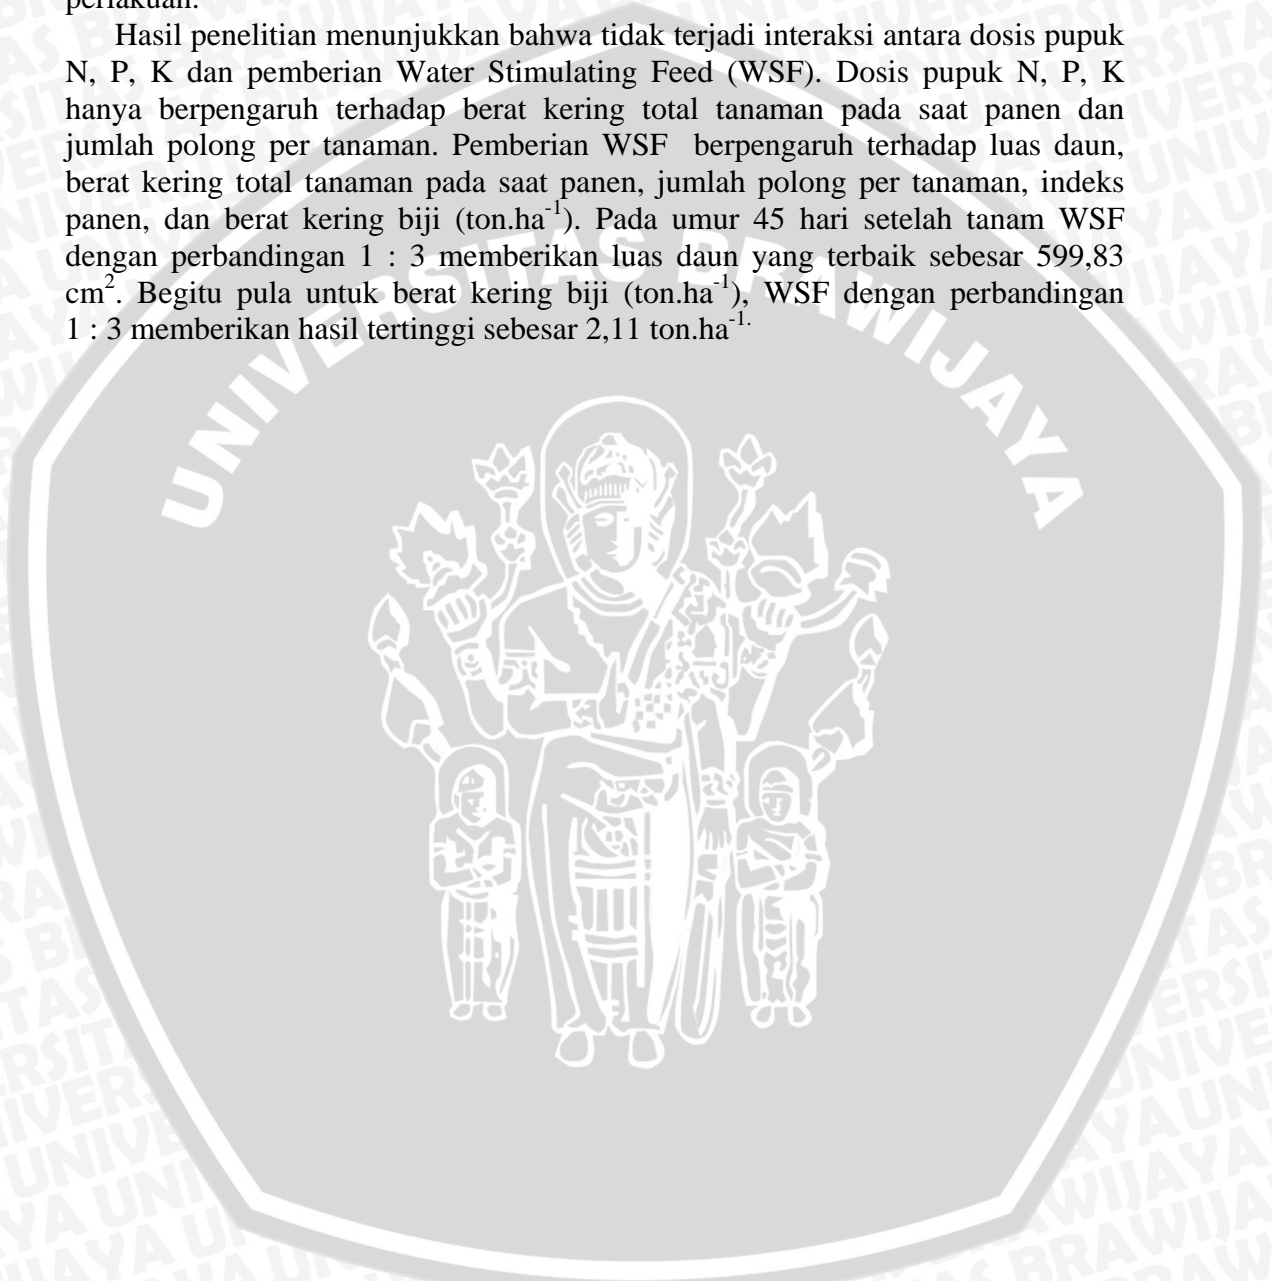 perlakuan.
Hasil penelitian menunjukkan bahwa tidak terjadi interaksi antara dosis pupuk
N, P, K dan pemberian Water Stimulating Feed (WSF). Dosis pupuk N, P, K
hanya berpengaruh terhadap berat kering total tanaman pada saat panen dan
jumlah polong per tanaman. Pemberian WSF berpengaruh terhadap luas daun,
berat kering total tanaman pada saat panen, jumlah polong per tanaman, indeks
panen, dan berat kering biji (ton.ha⁻¹). Pada umur 45 hari setelah tanam WSF
dengan perbandingan 1 : 3 memberikan luas daun yang terbaik sebesar 599,83
cm². Begitu pula untuk berat kering biji (ton.ha⁻¹), WSF dengan perbandingan
1 : 3 memberikan hasil tertinggi sebesar 2,11 ton.ha⁻¹.
UNIVERSITAS BRAWIJAYA